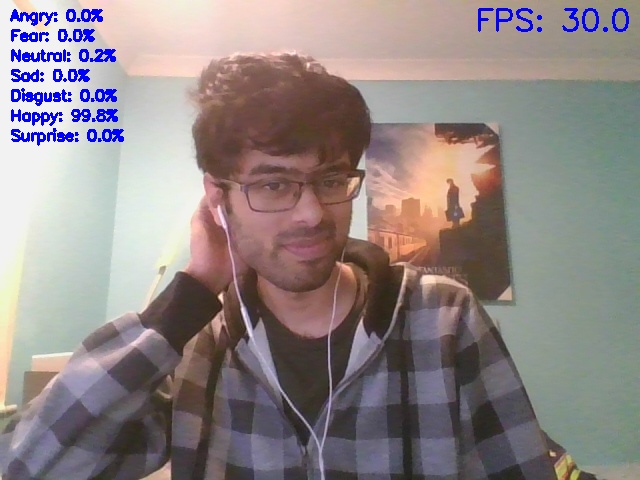 Angry: 0.0%
Fear: 0.0%
Neutral: 0.2%
Sad: 0.0%
Disgust: 0.0%
Happy: 99.8%
Surprise: 0.0%
FPS: 30.0